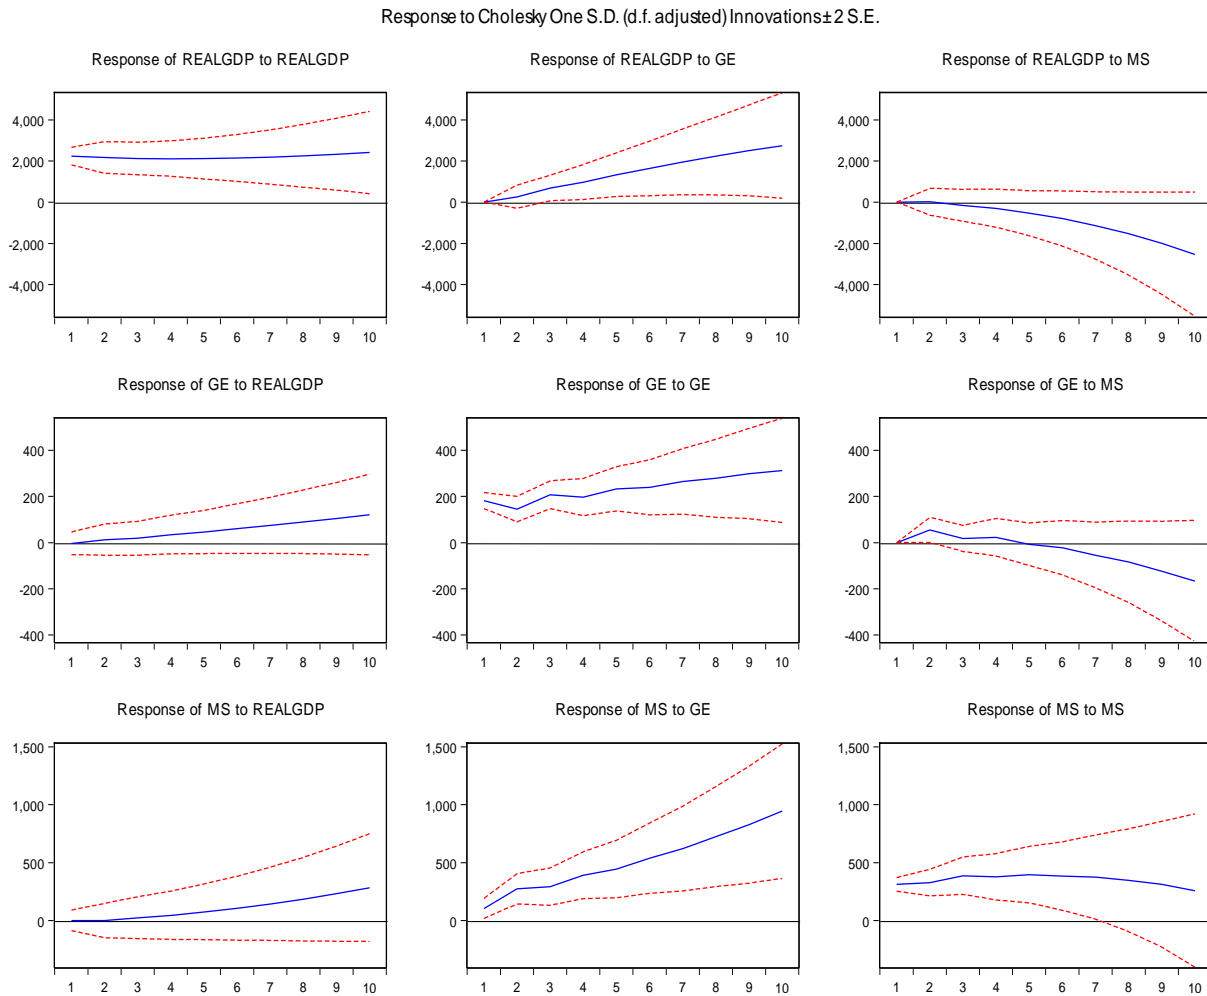 Response to Cholesky One S.D. (d.f. adjusted) Innovations ± 2 S.E.
Response of REALGDP to REALGDP
Response of REALGDP to GE
Response of REALGDP to MS
4,000
2,000
0
-2,000
-4,000
1 2 3 4 5 6 7 8 9 10
4,000
2,000
0
-2,000
-4,000
1 2 3 4 5 6 7 8 9 10
4,000
2,000
0
-2,000
-4,000
1 2 3 4 5 6 7 8 9 10
Response of GE to REALGDP
Response of GE to GE
Response of GE to MS
400
200
0
-200
-400
1 2 3 4 5 6 7 8 9 10
400
200
0
-200
-400
1 2 3 4 5 6 7 8 9 10
400
200
0
-200
-400
1 2 3 4 5 6 7 8 9 10
Response of MS to REALGDP
Response of MS to GE
Response of MS to MS
1,500
1,000
500
0
1 2 3 4 5 6 7 8 9 10
1,500
1,000
500
0
1 2 3 4 5 6 7 8 9 10
1,500
1,000
500
0
1 2 3 4 5 6 7 8 9 10